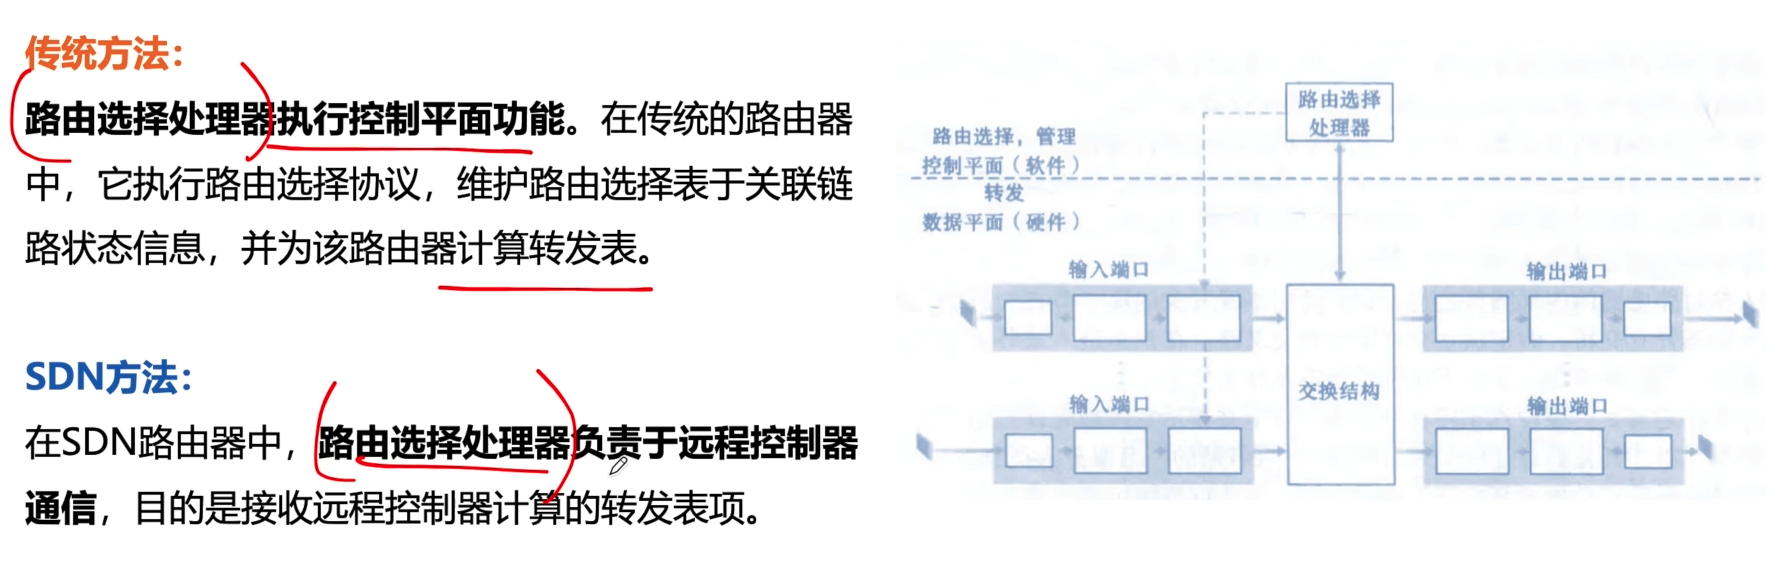 传统方法：
路由选择处理器执行控制平面功能。在传统的路由器
中，它执行路由选择协议，维护路由选择表于关联链
路状态信息，并为该路由器计算转发表。
SDN方法：
在SDN路由器中，路由选择处理器负责于远程控制器
通信，目的是接收远程控制器计算的转发表项。
路由选择
处理器
路由选择，管理
控制平面（软件）
转发
数据平面（硬件）
输入端口
输出端口
交换结构
输入端口
输出端口